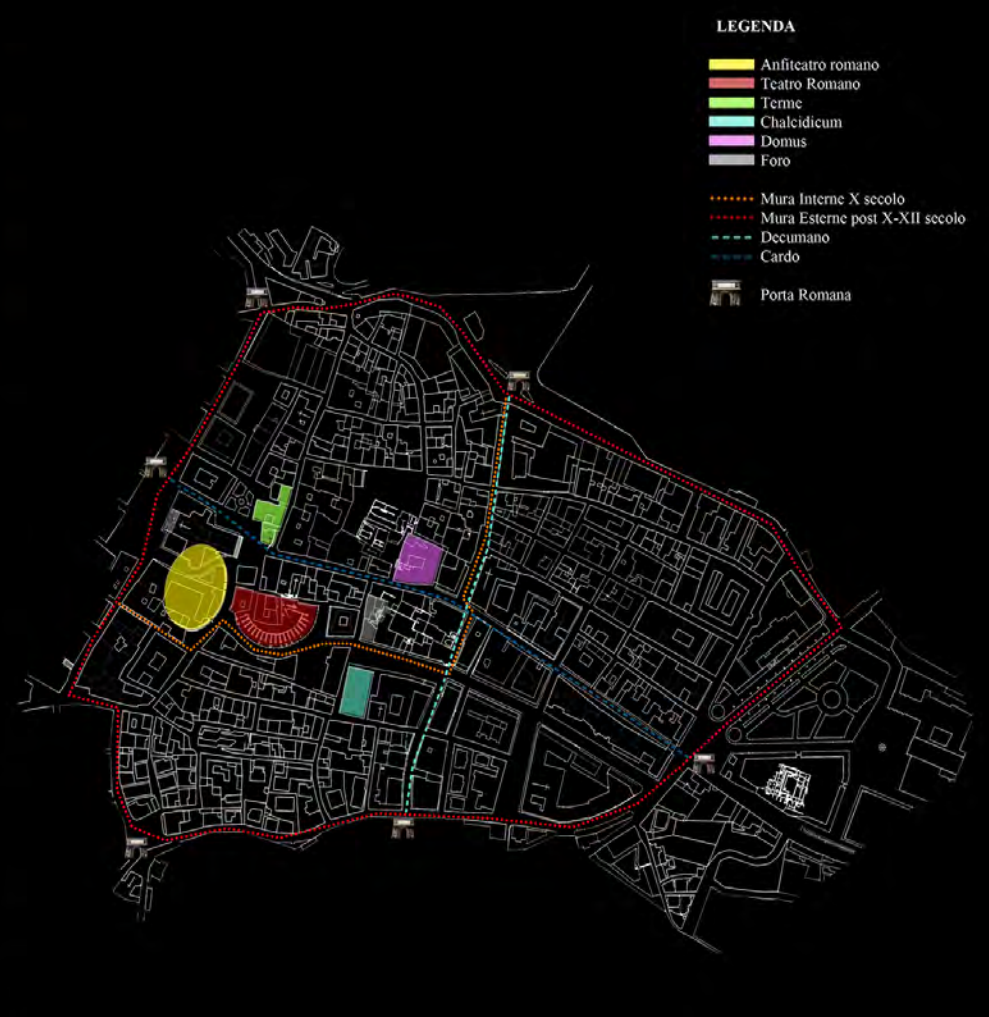 LEGENDA
Anfiteatro romano
Teatro Romano
Terme
Chalcidicum
Domus
Foro
Mura Interne X secolo
Mura Esterne post X-XII secolo
Decumano
Cardo
Porta Romana